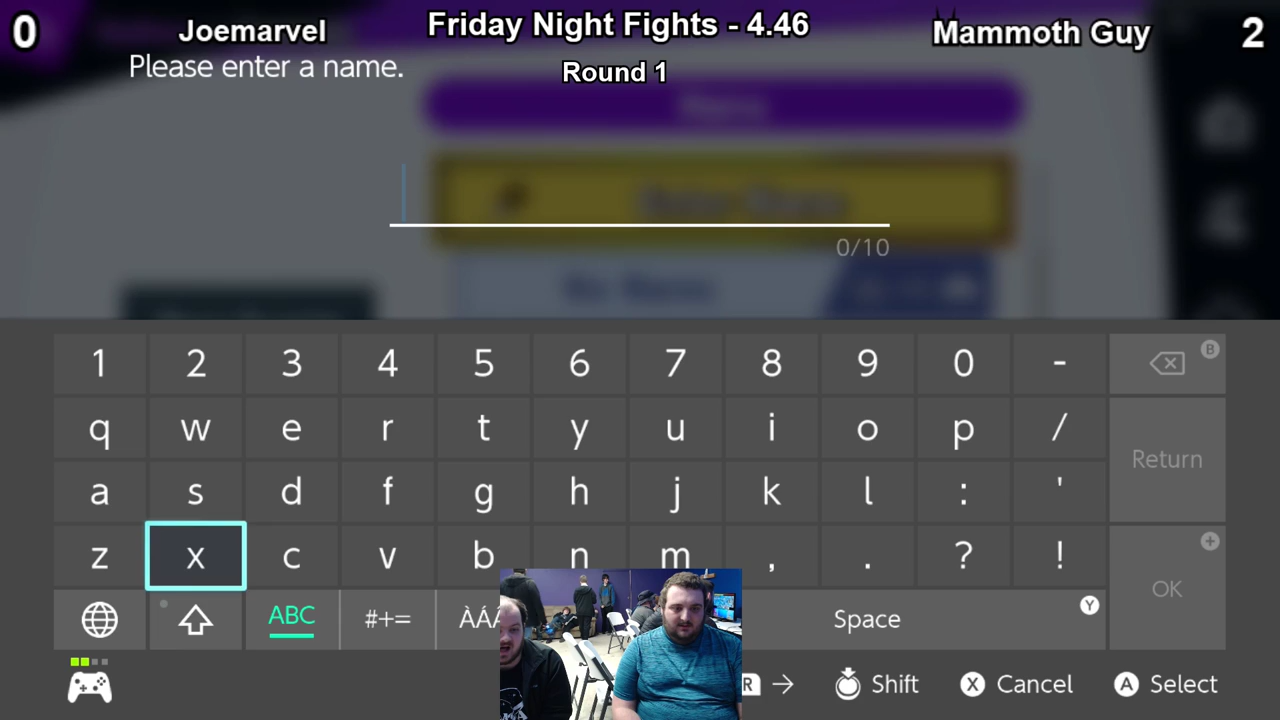 0 Joemarvel Friday Night Fights - 4.46 Mammoth Guy 2
Please enter a name.
Round 1
0/10
1 2 3 4 5 6 7 8 9 0 - B
q w e r t y u i o p /
Return
a s d f g h j k l : '
z x c v b n m , . ? ! +
OK
ABC #+= ÀÁ Space Y
R → Shift X Cancel A Select